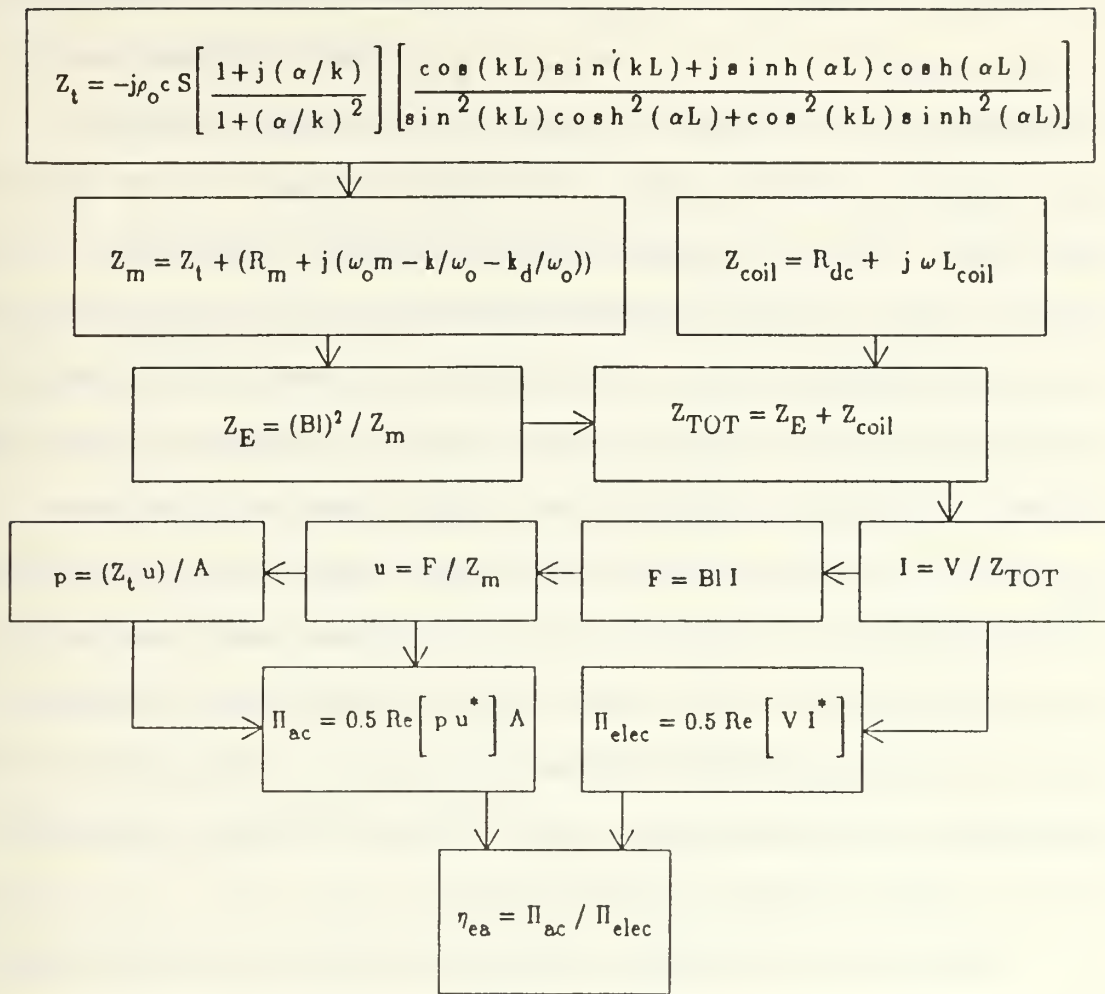 Z_t = -jρ_o c S [ (1 + j (α/k)) / (1 + (α/k)^2) ] [ (cos (kL) sin (kL) + j sinh (αL) cosh (αL)) / (sin^2 (kL) cosh^2 (αL) + cos^2 (kL) sinh^2 (αL)) ]
Z_m = Z_t + (R_m + j (ω_o m - k/ω_o - k_d/ω_o))
Z_coil = R_dc + j ω L_coil
Z_E = (Bl)^2 / Z_m
Z_TOT = Z_E + Z_coil
p = (Z_t u) / A
u = F / Z_m
F = Bl I
I = V / Z_TOT
Π_ac = 0.5 Re [ p u^* ] A
Π_elec = 0.5 Re [ V I^* ]
η_ea = Π_ac / Π_elec